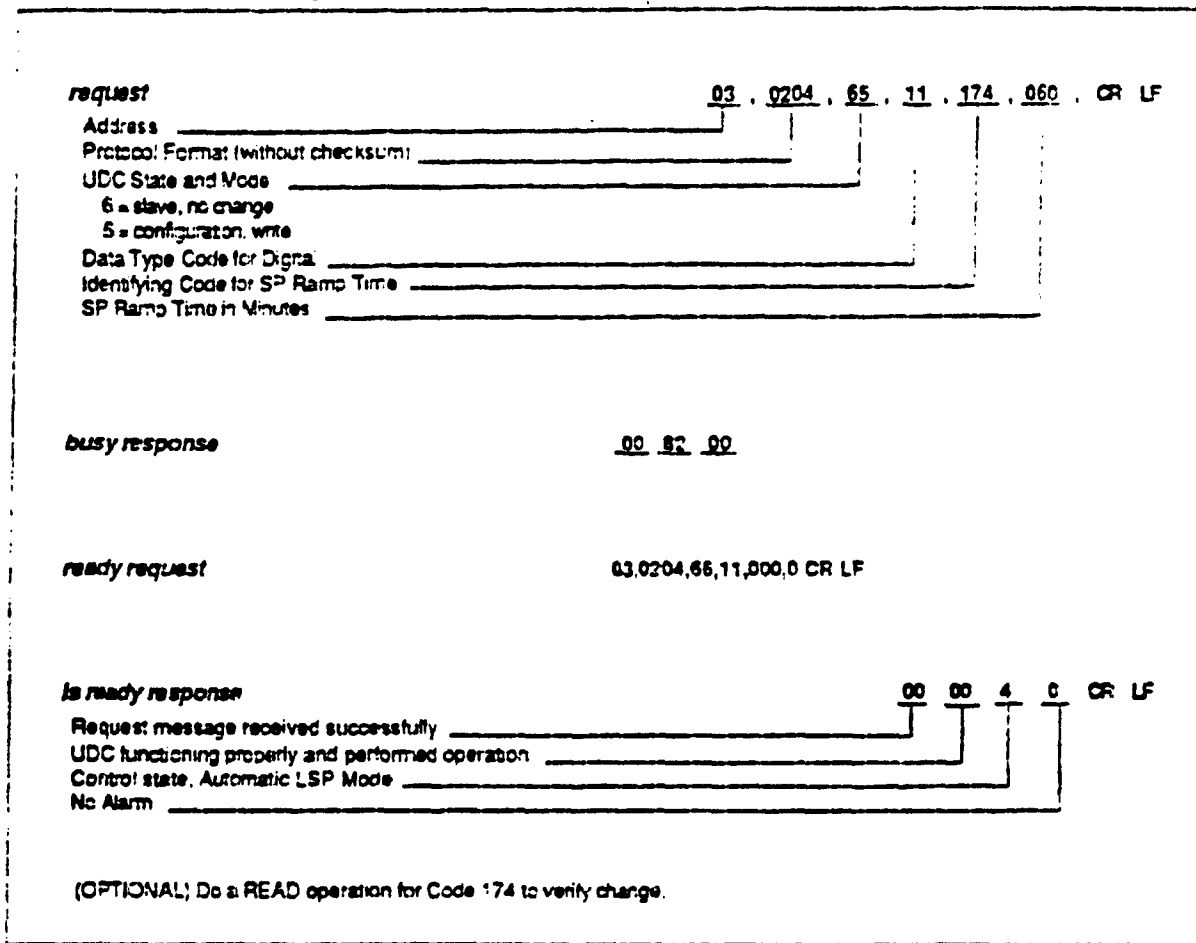 request 03 , 0204 , 65 , 11 , 174 , 060 , CR LF
Address
Protocol Format (without checksum)
UDC State and Mode
6 = slave, no change
5 = configuration, write
Data Type Code for Digital
Identifying Code for SP Ramp Time
SP Ramp Time in Minutes
busy response 00 82 00
ready request 03,0204,66,11,000,0 CR LF
is ready response 00 00 4 0 CR LF
Request message received successfully
UDC functioning properly and performed operation
Control state, Automatic LSP Mode
No Alarm
(OPTIONAL) Do a READ operation for Code 174 to verify change.